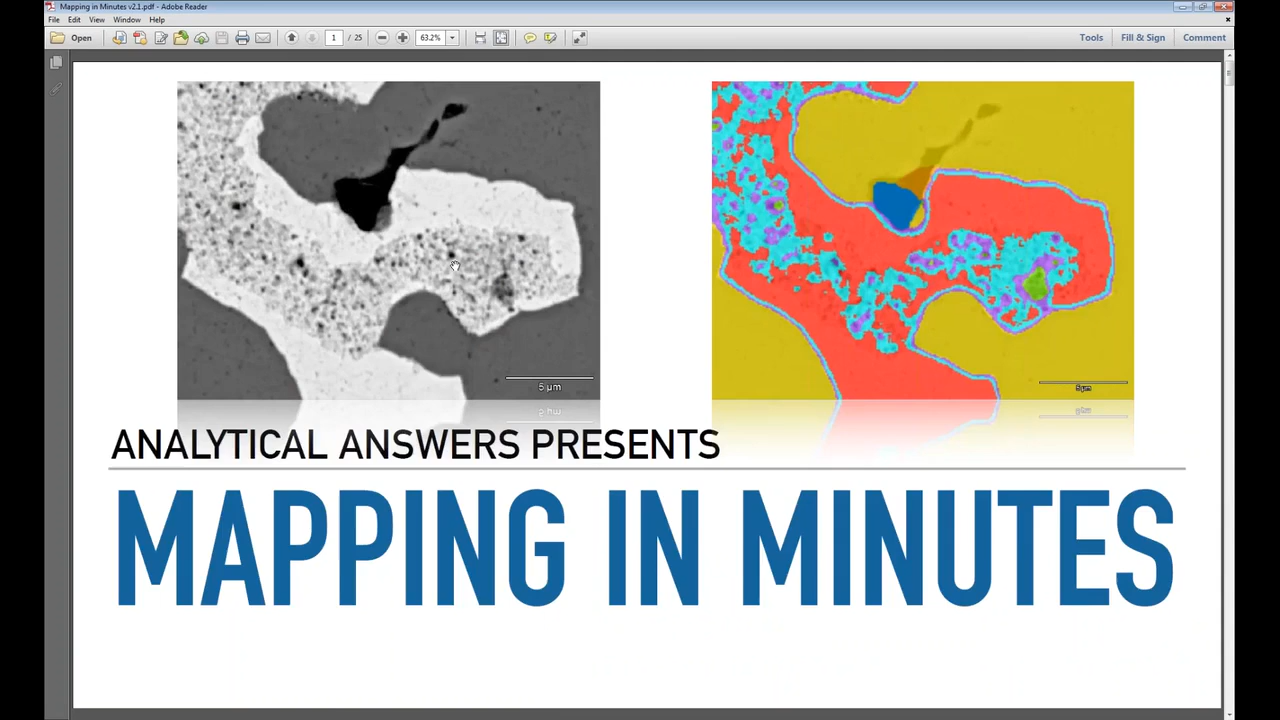 Mapping in Minutes v2.1.pdf - Adobe Reader
File Edit View Window Help
Open 1 / 25 63.2% Tools Fill & Sign Comment
5 µm
5µm
ANALYTICAL ANSWERS PRESENTS
MAPPING IN MINUTES